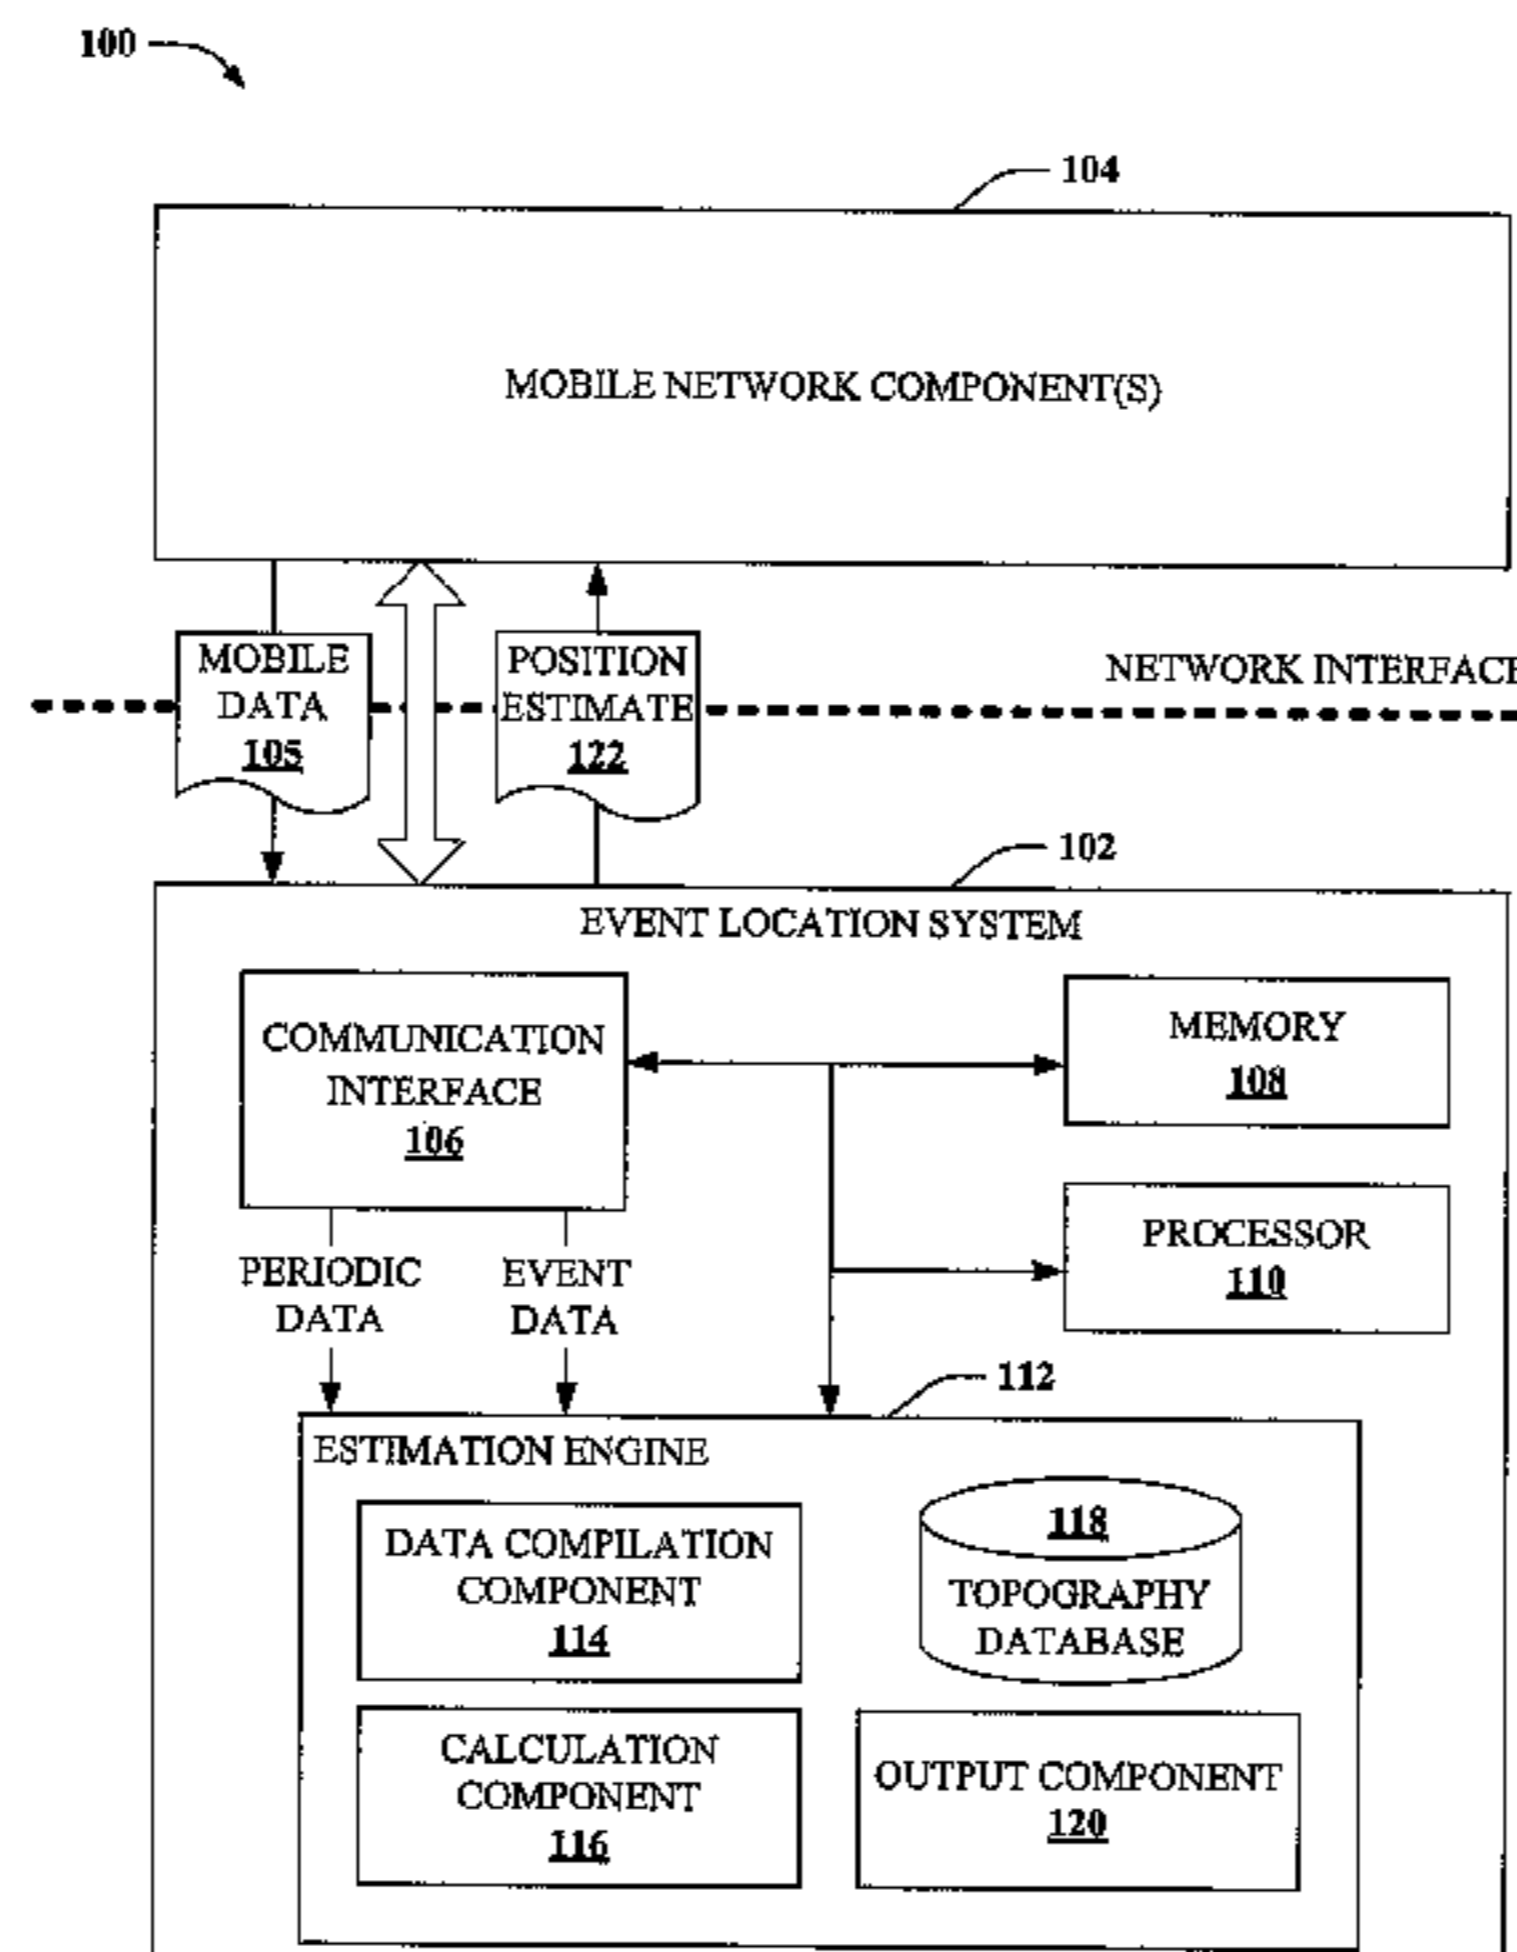 100
104
MOBILE NETWORK COMPONENT(S)
MOBILE
DATA
105
POSITION
ESTIMATE
122
NETWORK INTERFACE
102
EVENT LOCATION SYSTEM
COMMUNICATION
INTERFACE
106
MEMORY
108
PROCESSOR
110
PERIODIC
DATA
EVENT
DATA
112
ESTIMATION ENGINE
DATA COMPILATION
COMPONENT
114
118
TOPOGRAPHY
DATABASE
CALCULATION
COMPONENT
116
OUTPUT COMPONENT
120